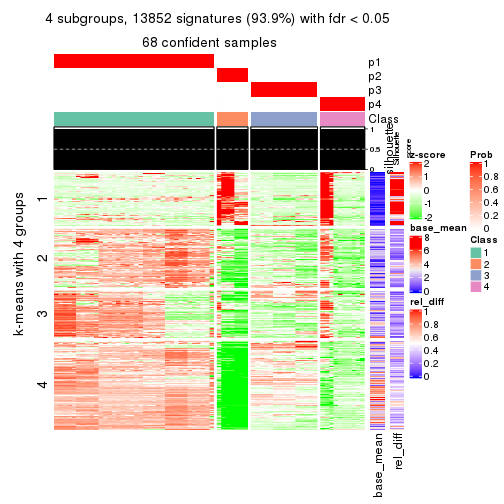 4 subgroups, 13852 signatures (93.9%) with fdr < 0.05
68 confident samples
p1
p2
p3
p4
Class
1
0.5
0
Silhouette
score
k-means with 4 groups
1
2
3
4
base_mean
rel_diff
z-score
2
1
0
-1
-2
base_mean
8
6
4
2
0
rel_diff
1
0.8
0.6
0.4
0.2
0
Prob
1
0.8
0.6
0.4
0.2
0
Class
1
2
3
4